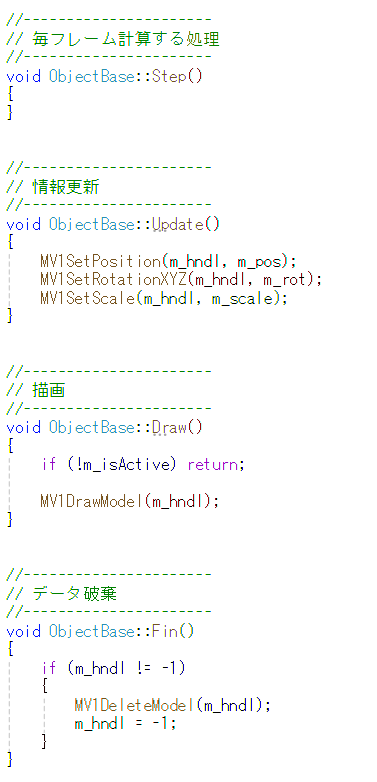 //----------------------
// 毎フレーム計算する処理
//----------------------
void ObjectBase::Step()
{
}
//----------------------
// 情報更新
//----------------------
void ObjectBase::Update()
{
    MV1SetPosition(m_hndl, m_pos);
    MV1SetRotationXYZ(m_hndl, m_rot);
    MV1SetScale(m_hndl, m_scale);
}
//----------------------
// 描画
//----------------------
void ObjectBase::Draw()
{
    if (!m_isActive) return;
    MV1DrawModel(m_hndl);
}
//----------------------
// データ破棄
//----------------------
void ObjectBase::Fin()
{
    if (m_hndl != -1)
    {
        MV1DeleteModel(m_hndl);
        m_hndl = -1;
    }
}